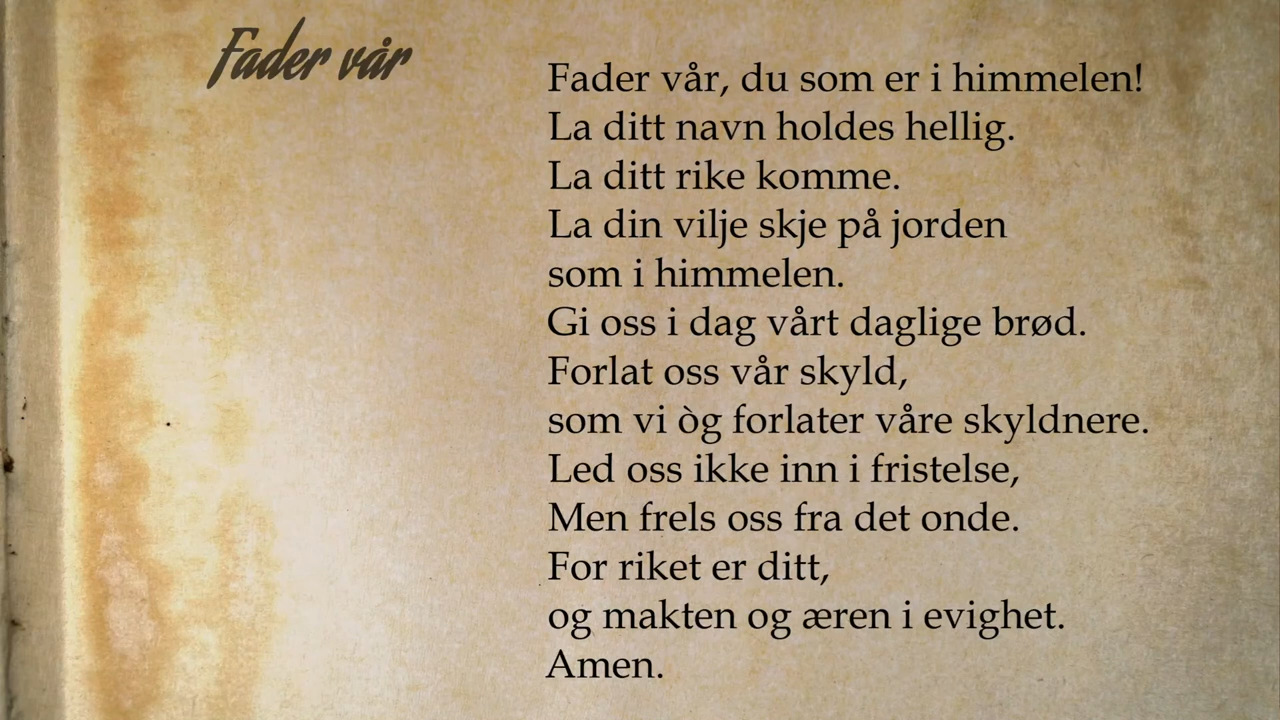 Fader vår
Fader vår, du som er i himmelen!
La ditt navn holdes hellig.
La ditt rike komme.
La din vilje skje på jorden
som i himmelen.
Gi oss i dag vårt daglige brød.
Forlat oss vår skyld,
som vi òg forlater våre skyldnere.
Led oss ikke inn i fristelse,
Men frels oss fra det onde.
For riket er ditt,
og makten og æren i evighet.
Amen.